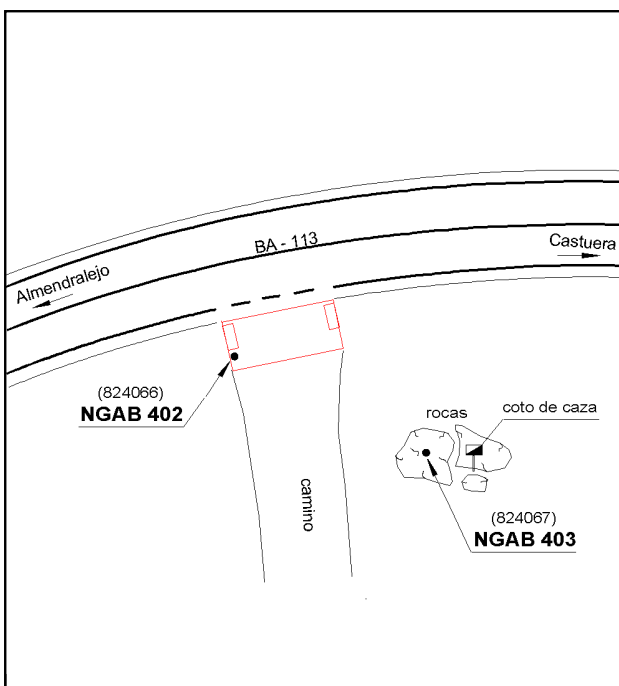 BA - 113
Castuera
Almendralejo
(824066)
NGAB 402
rocas
coto de caza
camino
(824067)
NGAB 403